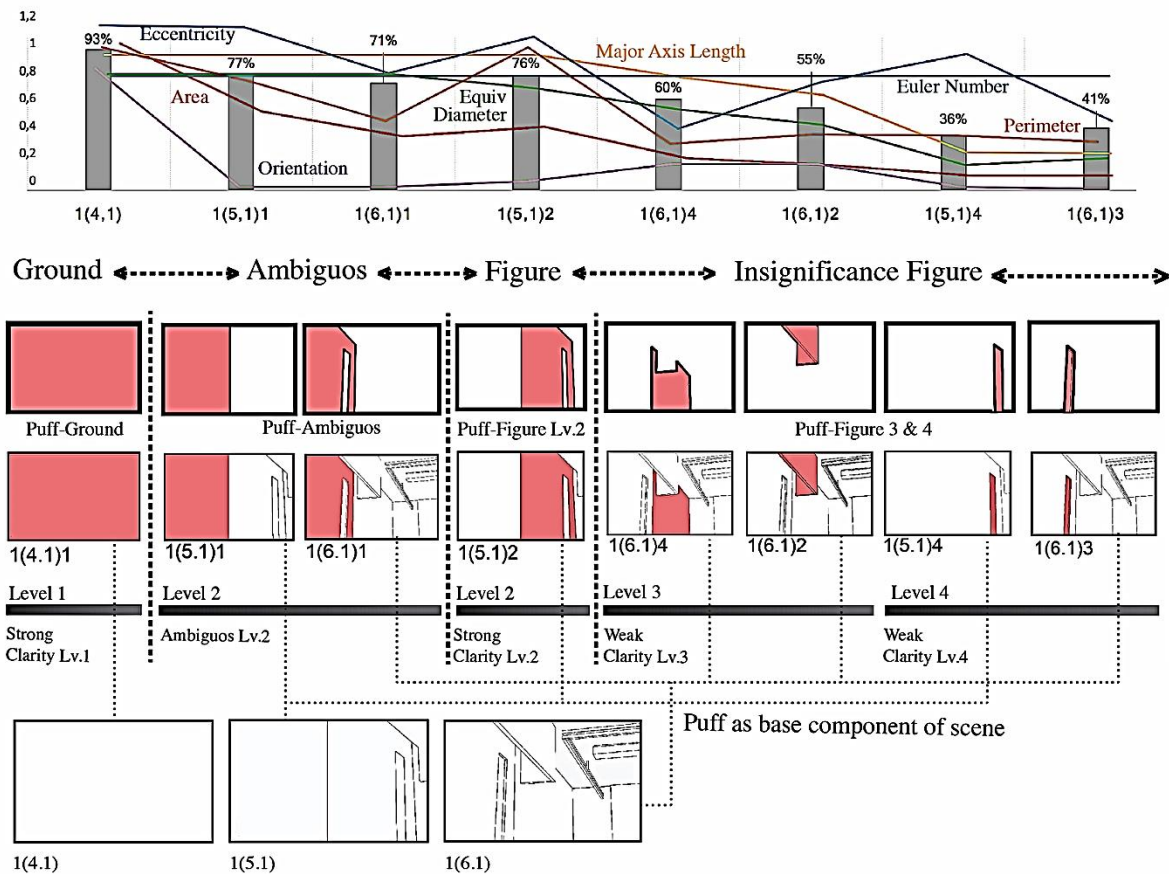 1,2
1
0,8
0,6
0,4
0,2
0
93%
77%
71%
76%
60%
55%
36%
41%
Eccentricity
Area
Orientation
Equiv
Diameter
Major Axis Length
Euler Number
Perimeter
1(4,1) 1(5,1)1 1(6,1)1 1(5,1)2 1(6,1)4 1(6,1)2 1(5,1)4 1(6,1)3
Ground Ambiguos Figure Insignificance Figure
Puff-Ground Puff-Ambiguos Puff-Figure Lv.2 Puff-Figure 3 & 4
1(4.1)1 1(5.1)1 1(6.1)1 1(5.1)2 1(6.1)4 1(6.1)2 1(5.1)4 1(6.1)3
Level 1 Level 2 Level 2 Level 3 Level 4
Strong
Clarity Lv.1
Ambiguos Lv.2
Strong
Clarity Lv.2
Weak
Clarity Lv.3
Weak
Clarity Lv.4
Puff as base component of scene
1(4.1) 1(5.1) 1(6.1)